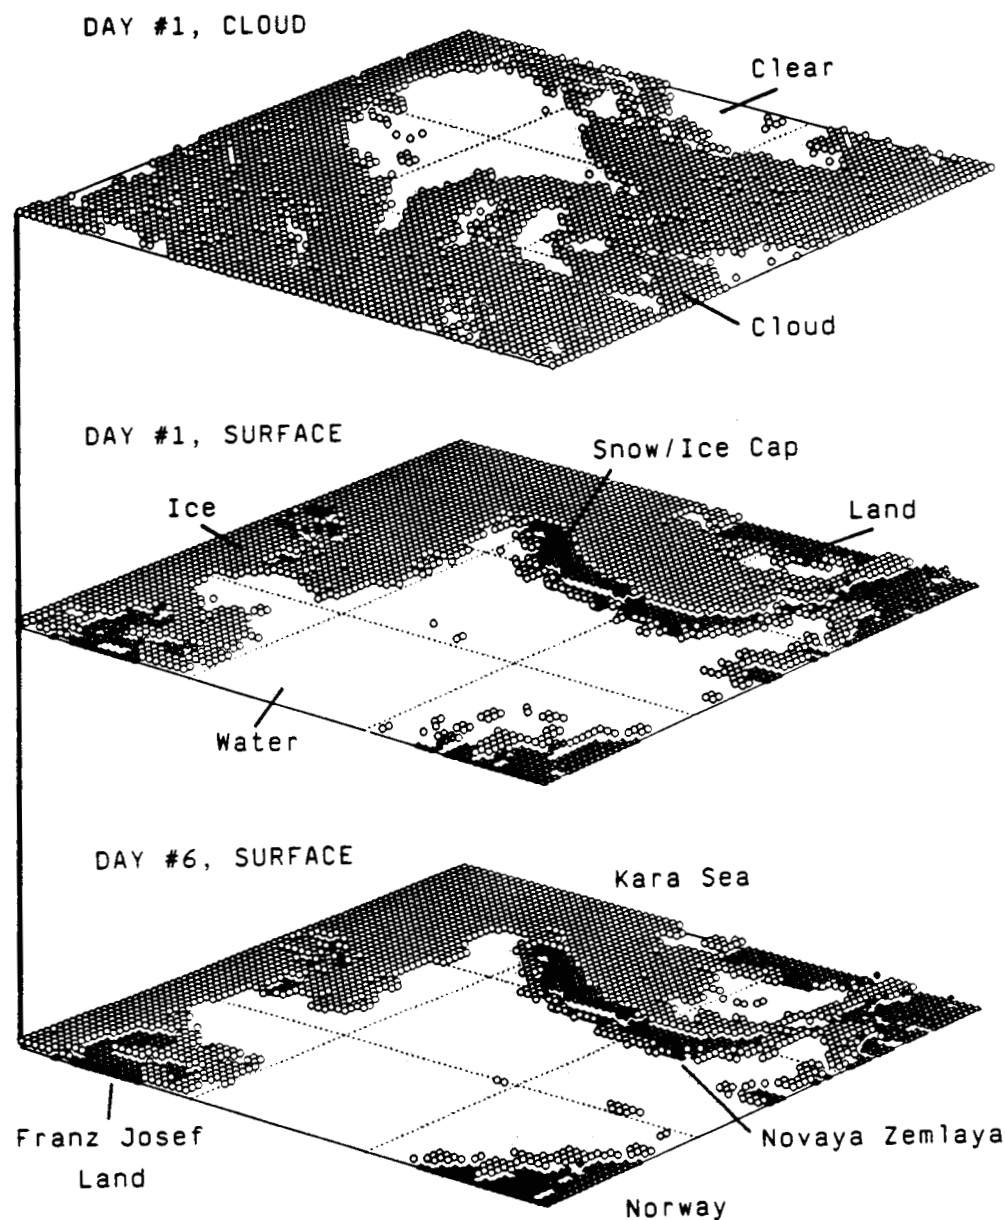 DAY #1, CLOUD
Clear
Cloud
DAY #1, SURFACE
Snow/Ice Cap
Ice
Land
Water
DAY #6, SURFACE
Kara Sea
Franz Josef
Land
Novaya Zemlaya
Norway